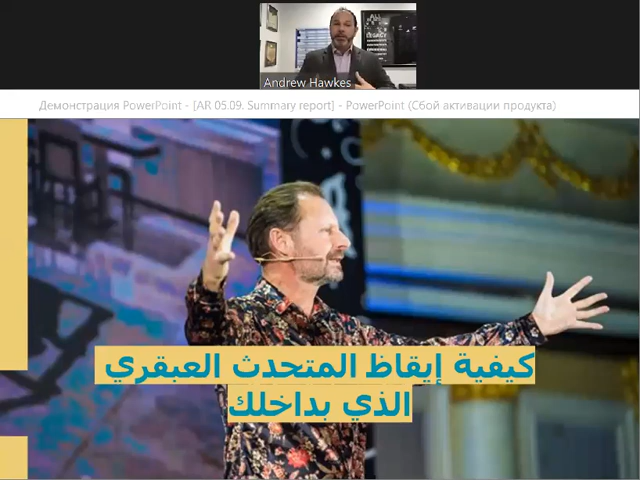 LEGACY
Andrew Hawkes
Демонстрация PowerPoint - [AR 05.09. Summary report] - PowerPoint (Сбой активации продукта)
كيفية إيقاظ المتحدث العبقري
الذي بداخلك